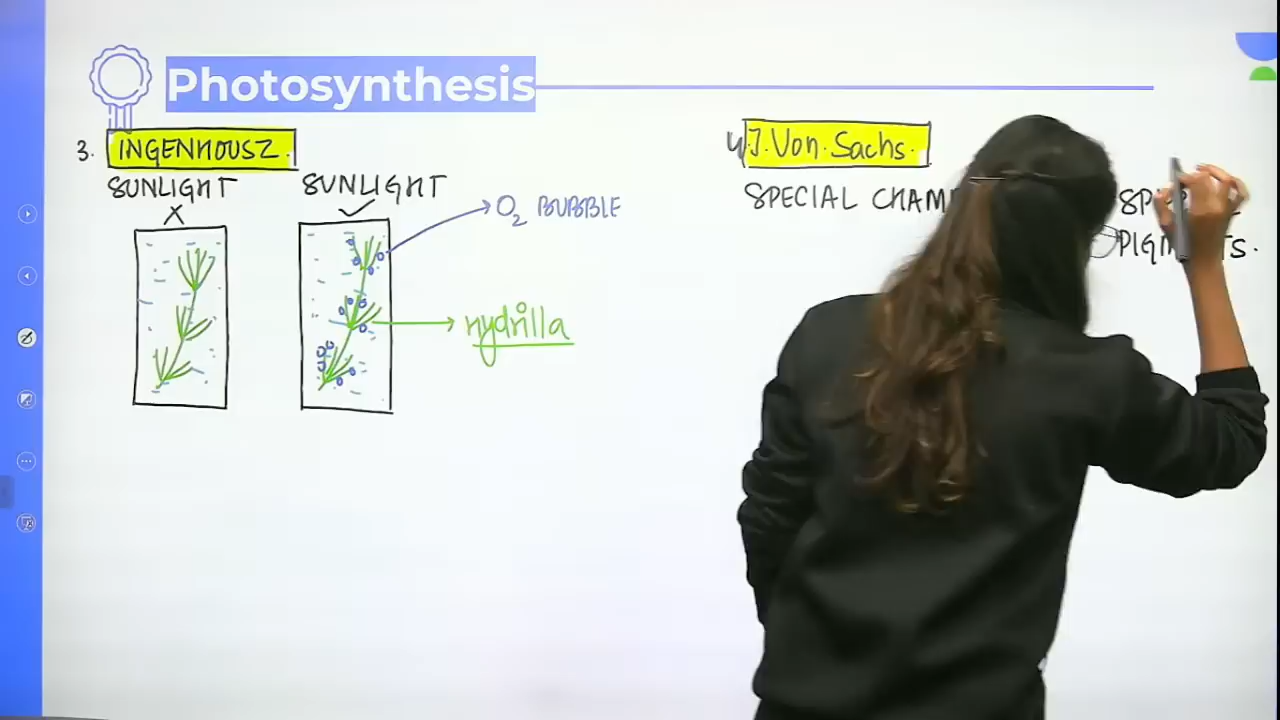 Photosynthesis
3. INGENHOUSZ.
SUNLIGHT
SUNLIGHT
O2 BUBBLE
Hydrilla
4) J. Von. Sachs.
SPECIAL CHAM